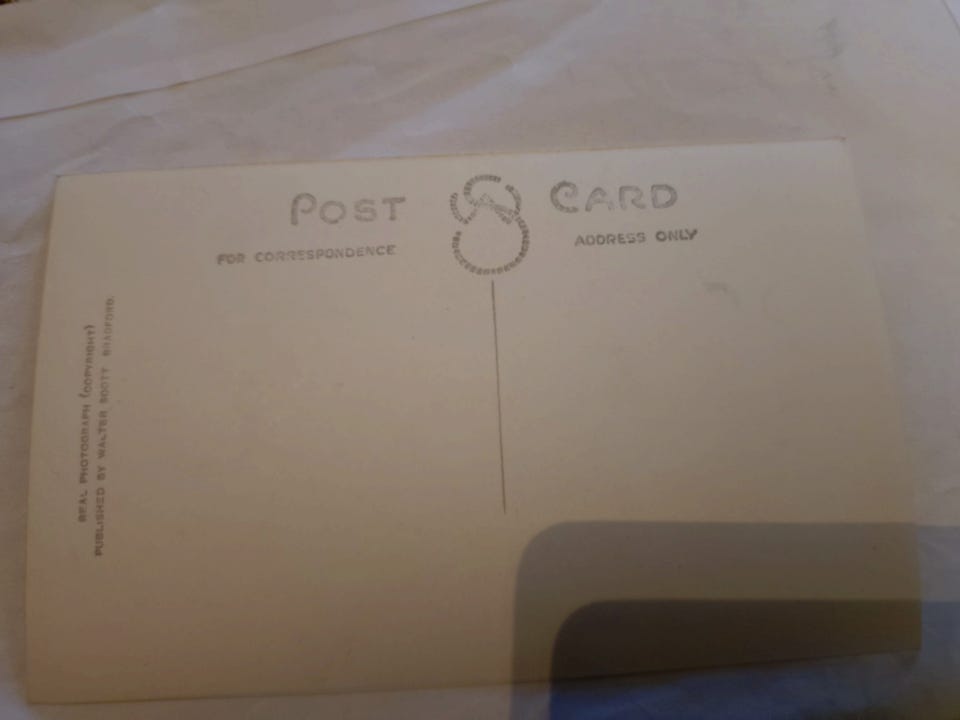 POST CARD
FOR CORRESPONDENCE
ADDRESS ONLY
REAL PHOTOGRAPH (COPYRIGHT)
PUBLISHED BY WALTER SCOTT BRADFORD.